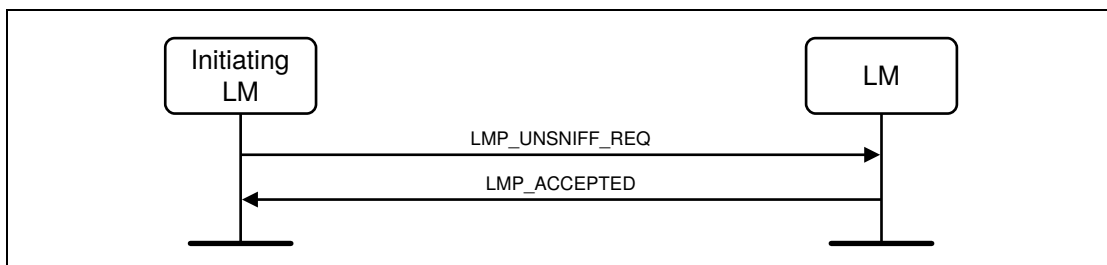 Initiating
LM
LM
LMP_UNSNIFF_REQ
LMP_ACCEPTED